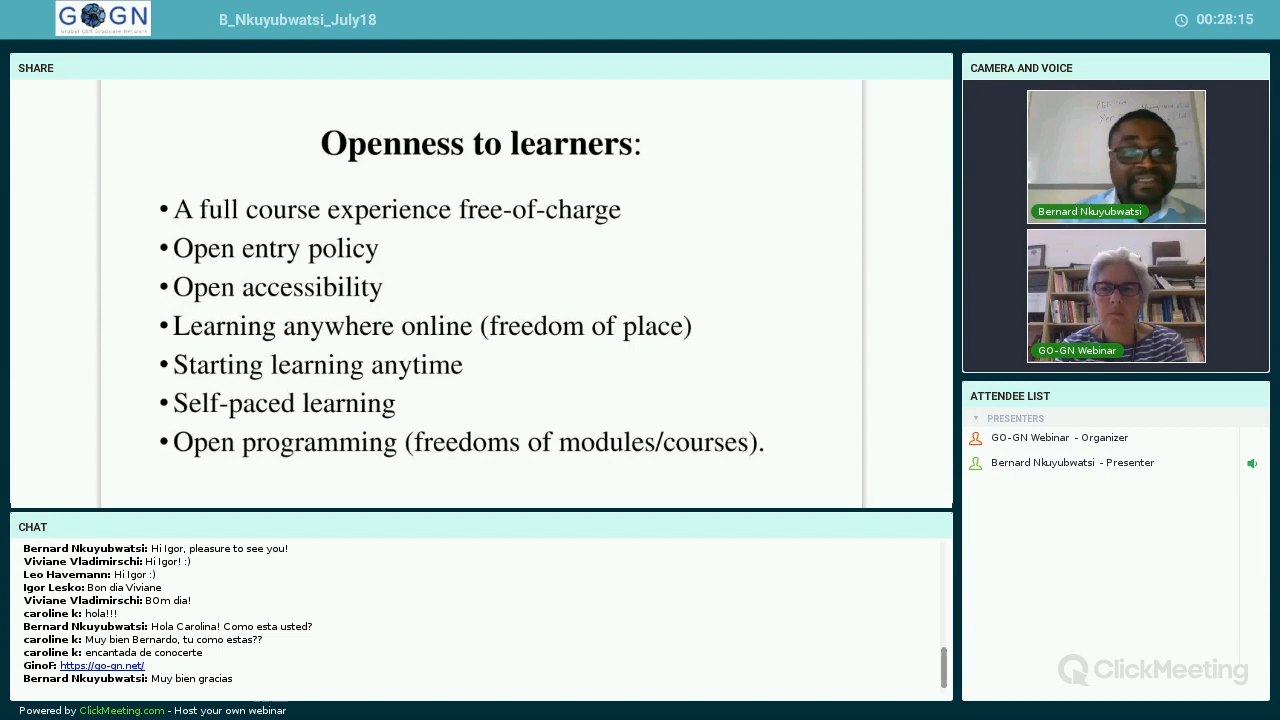 GOGN
Global OER Graduate Network
B_Nkuyubwatsi_July18
00:28:15
SHARE
Openness to learners:
• A full course experience free-of-charge
• Open entry policy
• Open accessibility
• Learning anywhere online (freedom of place)
• Starting learning anytime
• Self-paced learning
• Open programming (freedoms of modules/courses).
CAMERA AND VOICE
Bernard Nkuyubwatsi
GO-GN Webinar
ATTENDEE LIST
PRESENTERS
GO-GN Webinar - Organizer
Bernard Nkuyubwatsi - Presenter
ClickMeeting
CHAT
Bernard Nkuyubwatsi: Hi Igor, pleasure to see you!
Viviane Vladimirschi: Hi Igor! :)
Leo Havemann: Hi Igor :)
Igor Lesko: Bon dia Viviane
Viviane Vladimirschi: BOm dia!
caroline k: hola!!!
Bernard Nkuyubwatsi: Hola Carolina! Como esta usted?
caroline k: Muy bien Bernardo, tu como estas??
caroline k: encantada de conocerte
GinoF: https://go-gn.net/
Bernard Nkuyubwatsi: Muy bien gracias
Powered by ClickMeeting.com - Host your own webinar